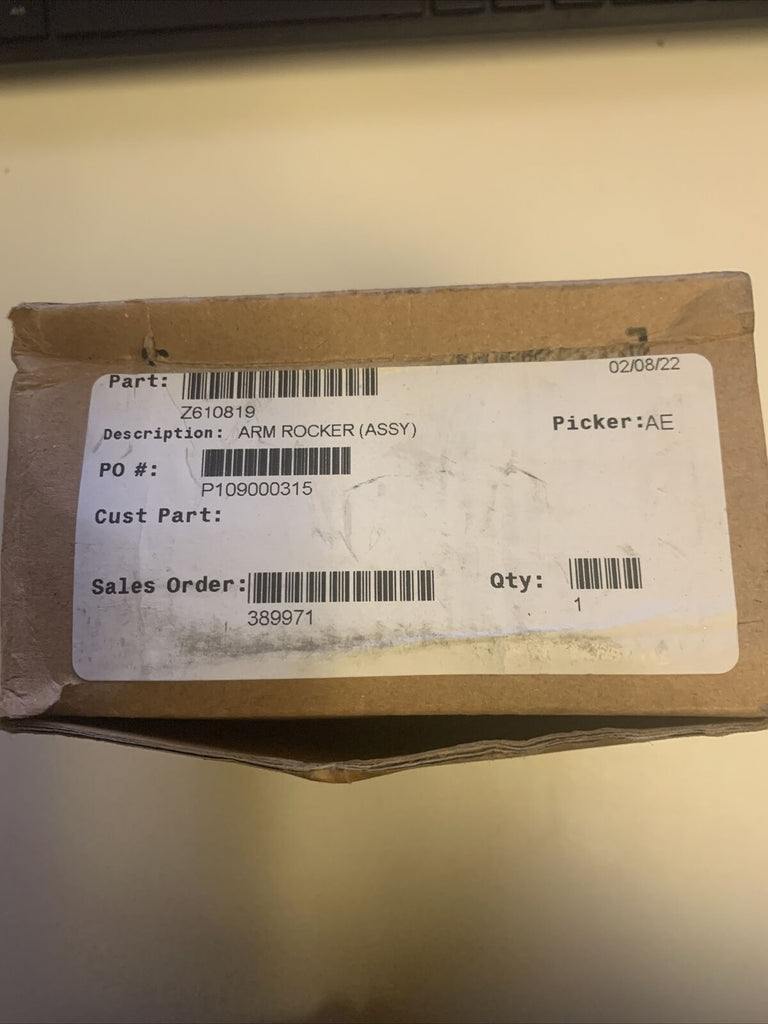 02/08/22
Part:
Z610819
Description: ARM ROCKER (ASSY)
Picker:AE
PO #:
P109000315
Cust Part:
Sales Order:
389971
Qty:
1